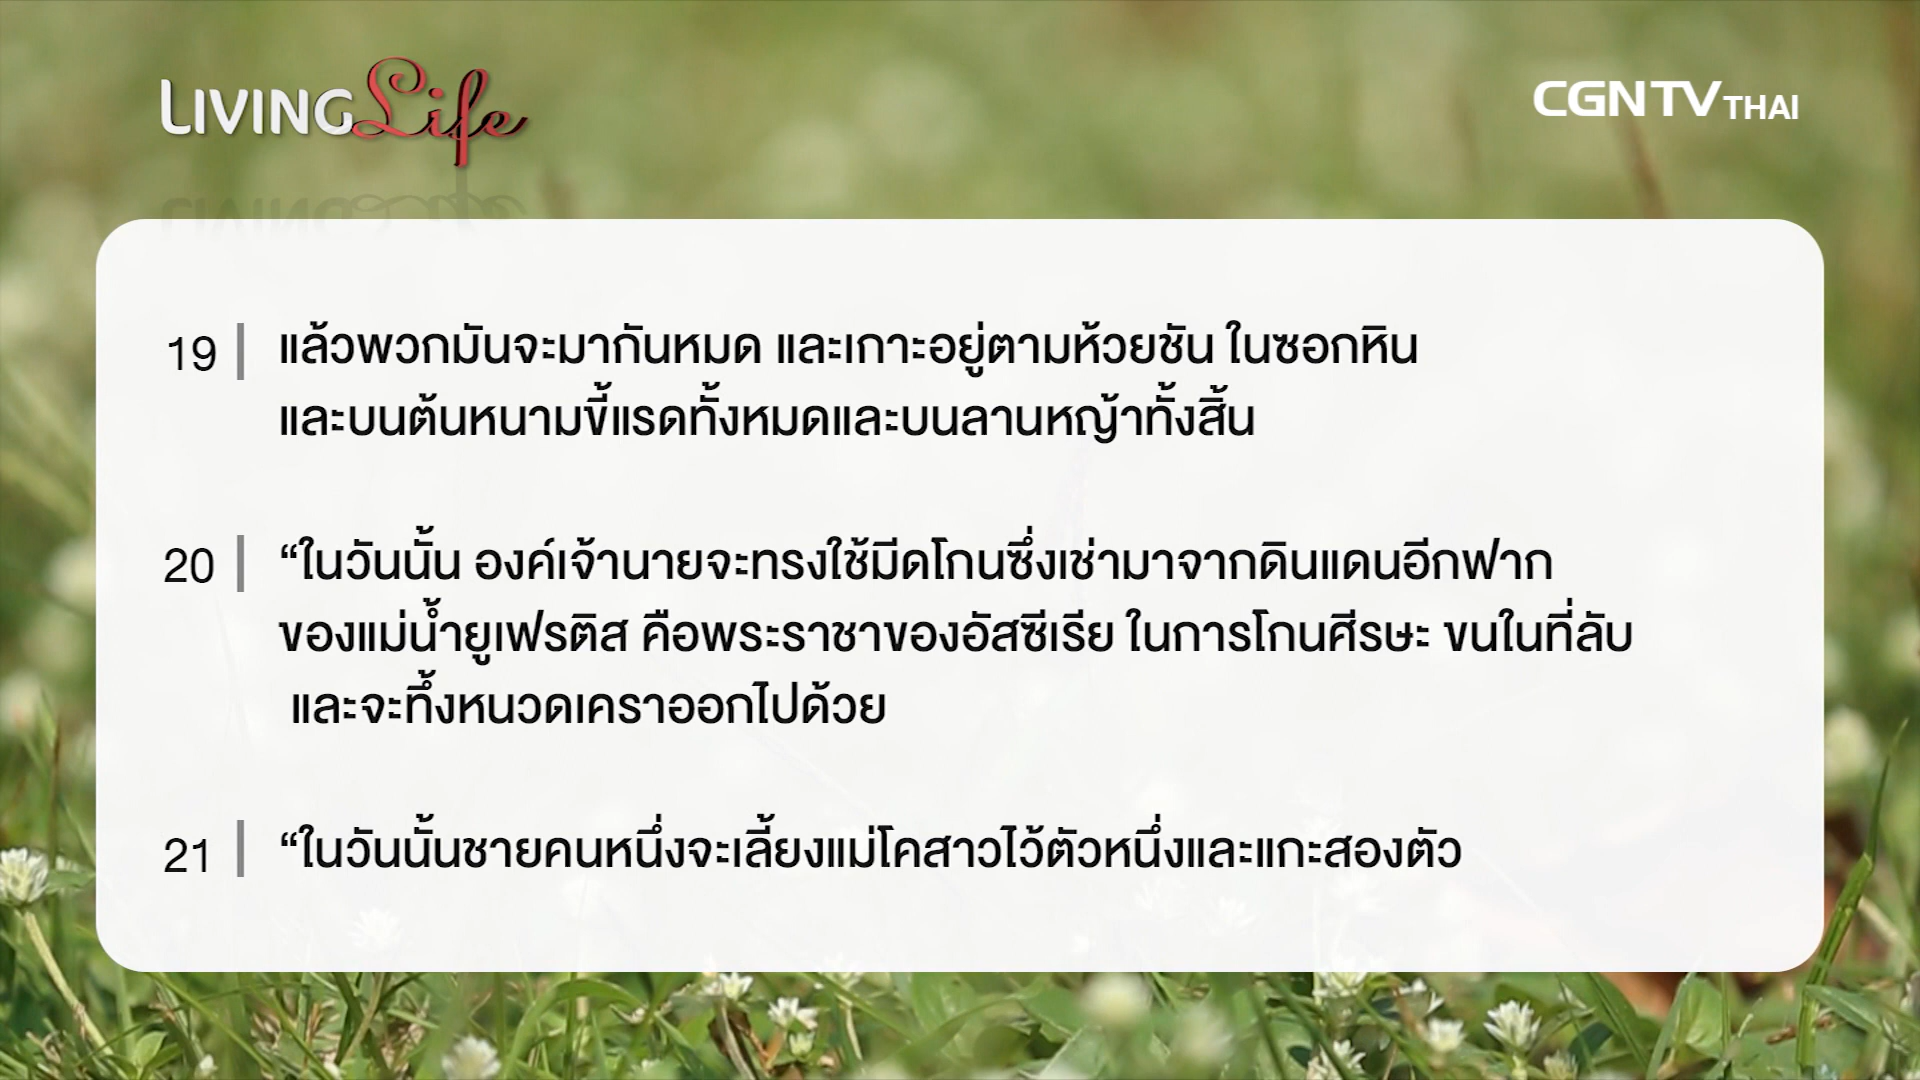 LIVING Life
CGNTV THAI
19 แล้วพวกมันจะมากันหมด และเกาะอยู่ตามห้วยชัน ในซอกหิน
และบนต้นหนามขี้แรดทั้งหมดและบนลานหญ้าทั้งสิ้น
20 “ในวันนั้น องค์เจ้านายจะทรงใช้มีดโกนซึ่งเช่ามาจากดินแดนอีกฟาก
ของแม่น้ำยูเฟรติส คือพระราชาของอัสซีเรีย ในการโกนศีรษะ ขนในที่ลับ
และจะทึ้งหนวดเคราออกไปด้วย
21 “ในวันนั้นชายคนหนึ่งจะเลี้ยงแม่โคสาวไว้ตัวหนึ่งและแกะสองตัว